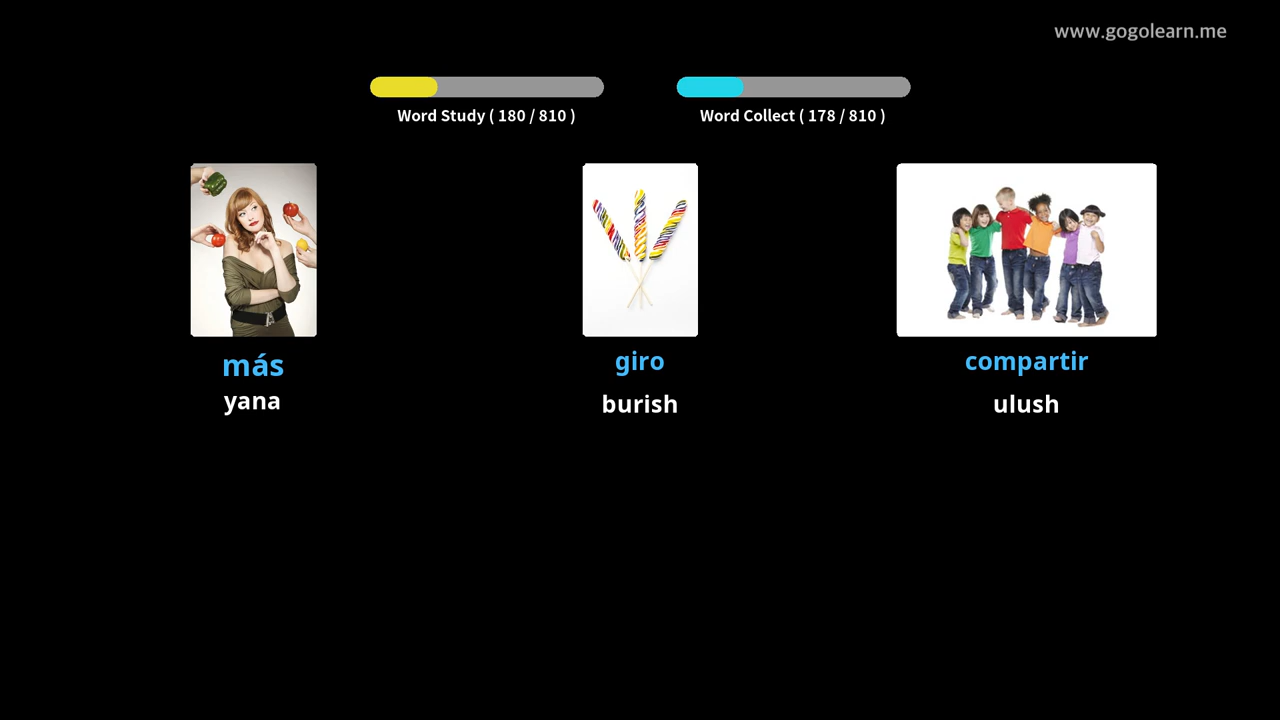 www.gogolearn.me
Word Study ( 180 / 810 )
Word Collect ( 178 / 810 )
más
yana
giro
burish
compartir
ulush